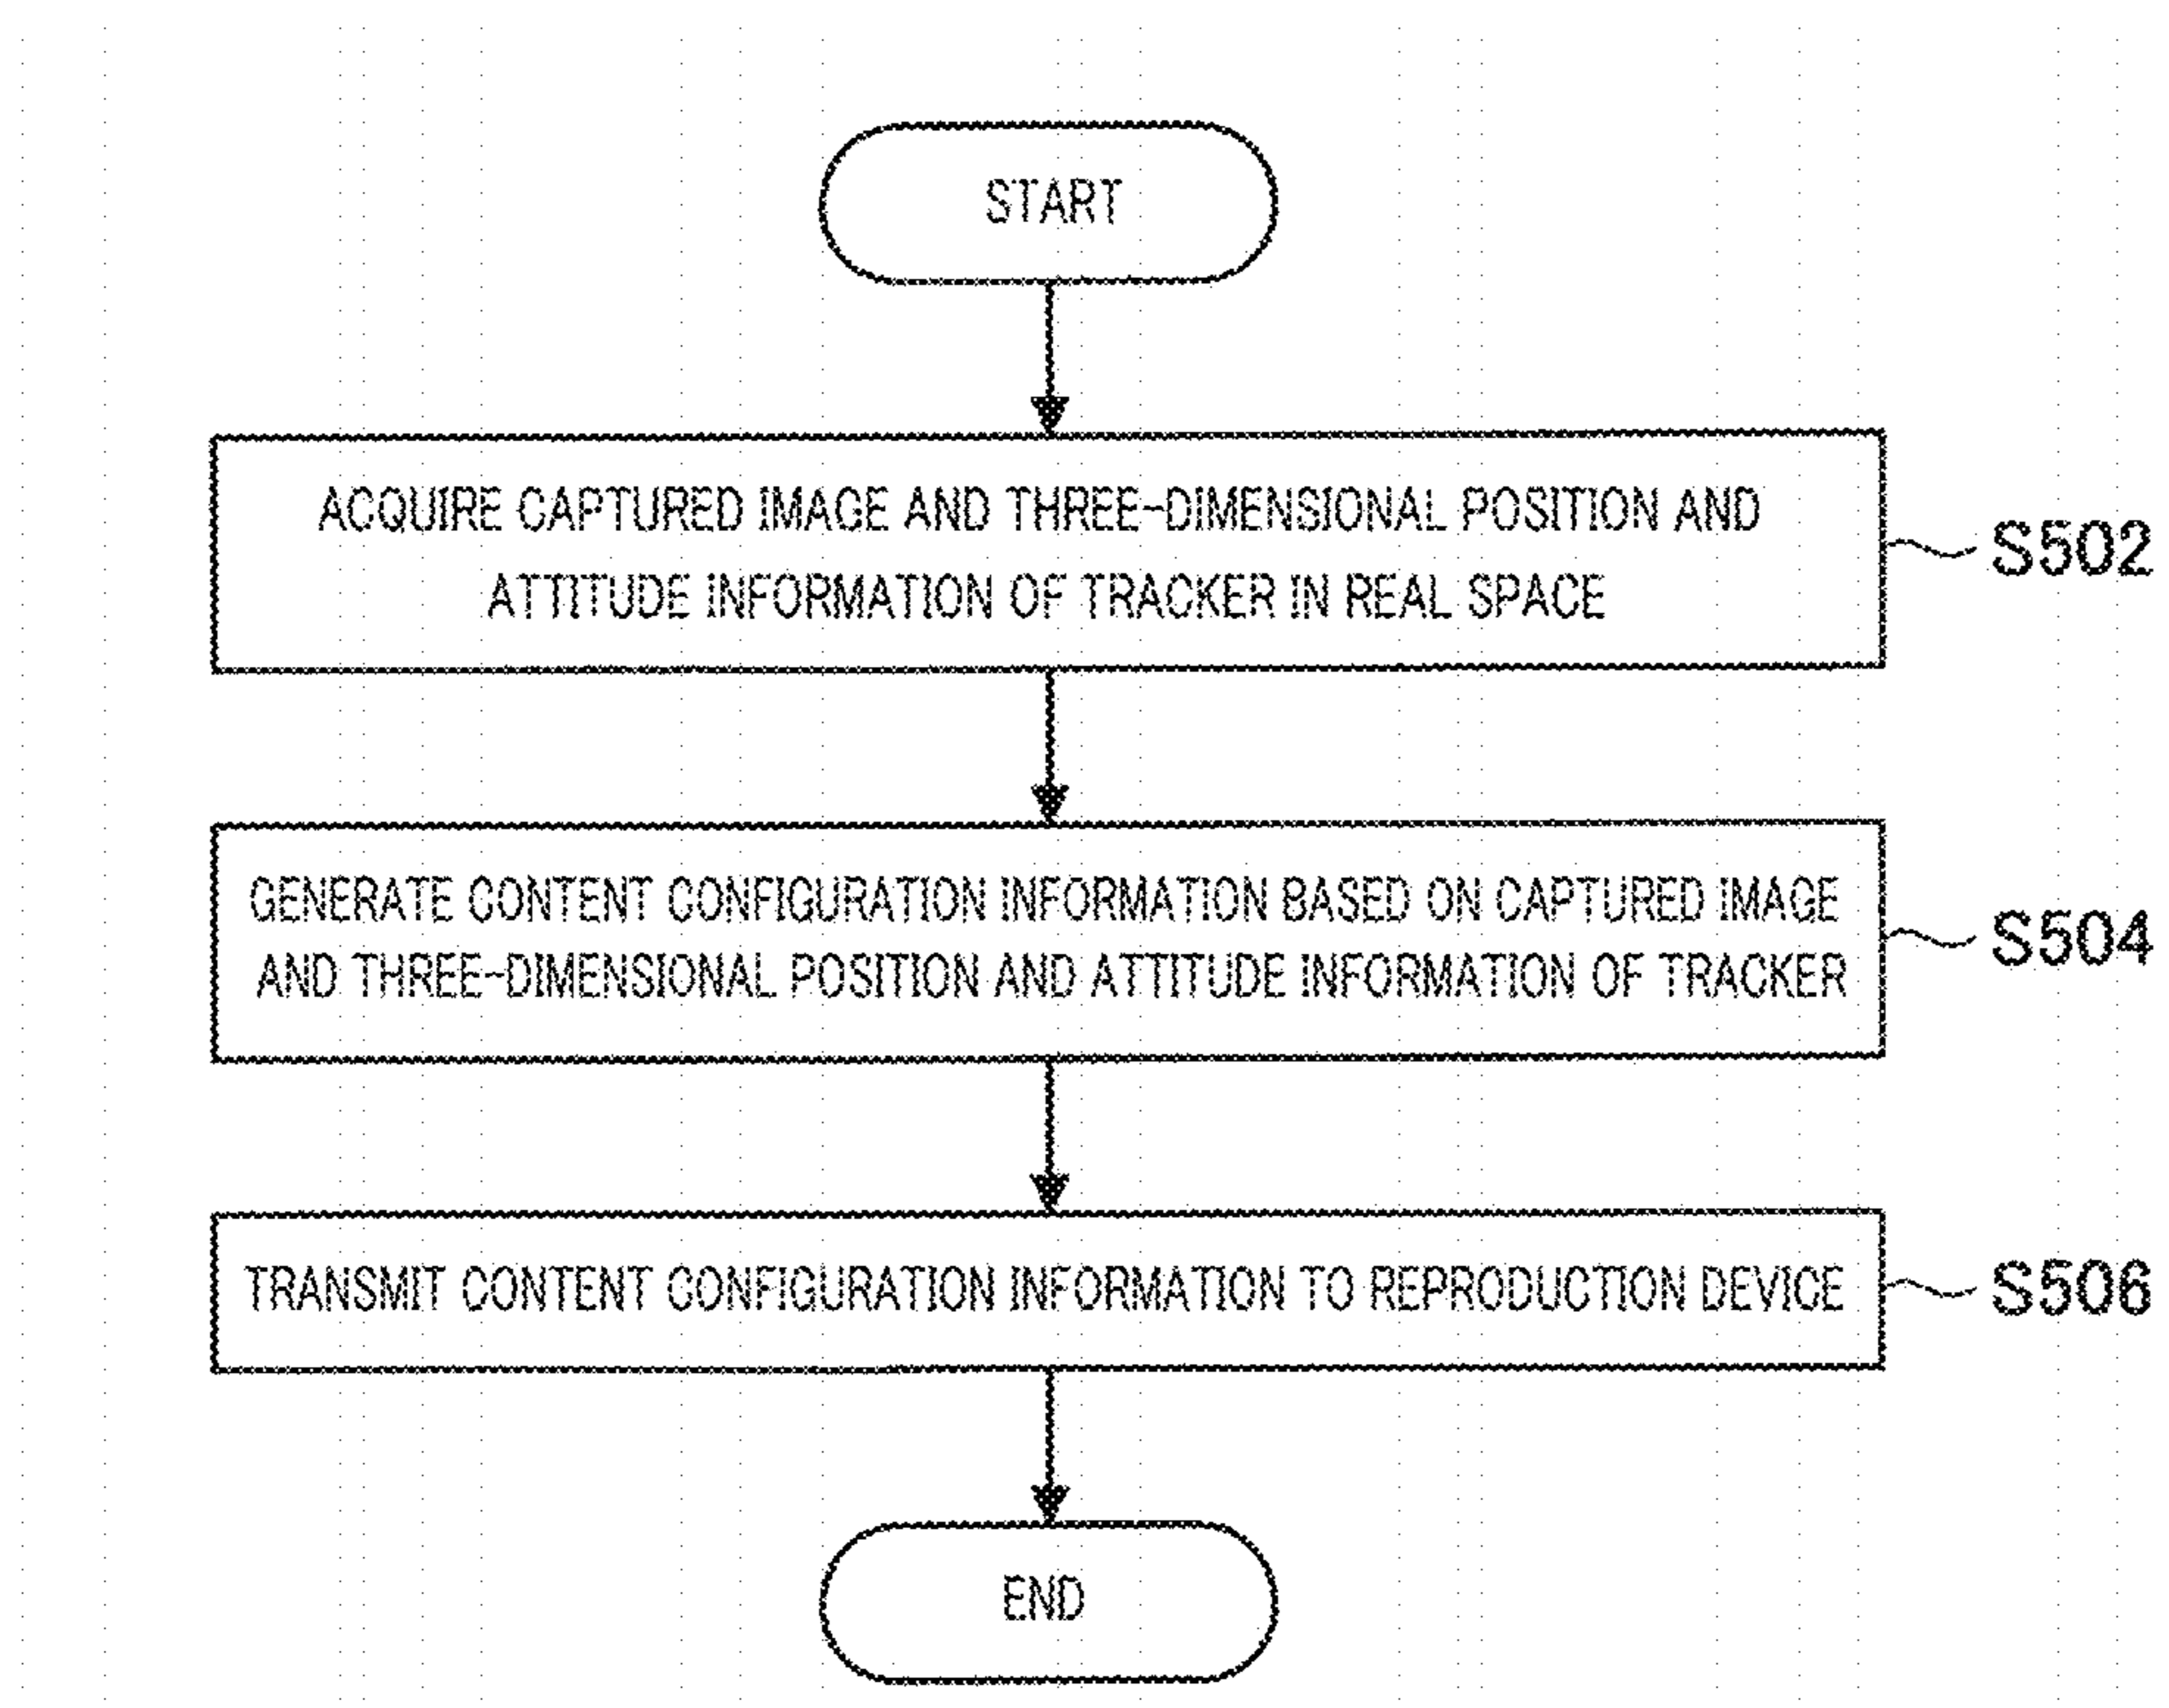 START
ACQUIRE CAPTURED IMAGE AND THREE-DIMENSIONAL POSITION AND
ATTITUDE INFORMATION OF TRACKER IN REAL SPACE
S502
GENERATE CONTENT CONFIGURATION INFORMATION BASED ON CAPTURED IMAGE
AND THREE-DIMENSIONAL POSITION AND ATTITUDE INFORMATION OF TRACKER
S504
TRANSMIT CONTENT CONFIGURATION INFORMATION TO REPRODUCTION DEVICE
S506
END